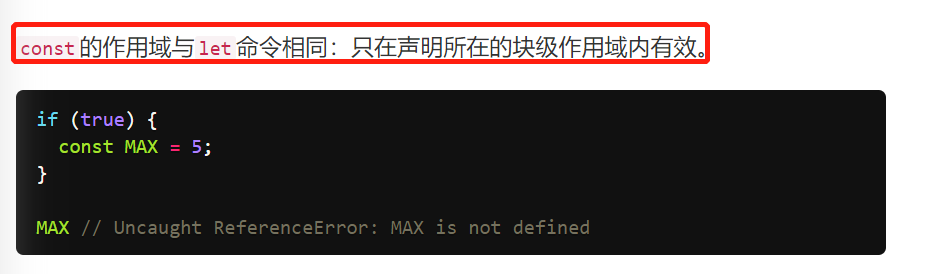 const的作用域与let命令相同：只在声明所在的块级作用域内有效。
if (true) {
  const MAX = 5;
}
MAX // Uncaught ReferenceError: MAX is not defined